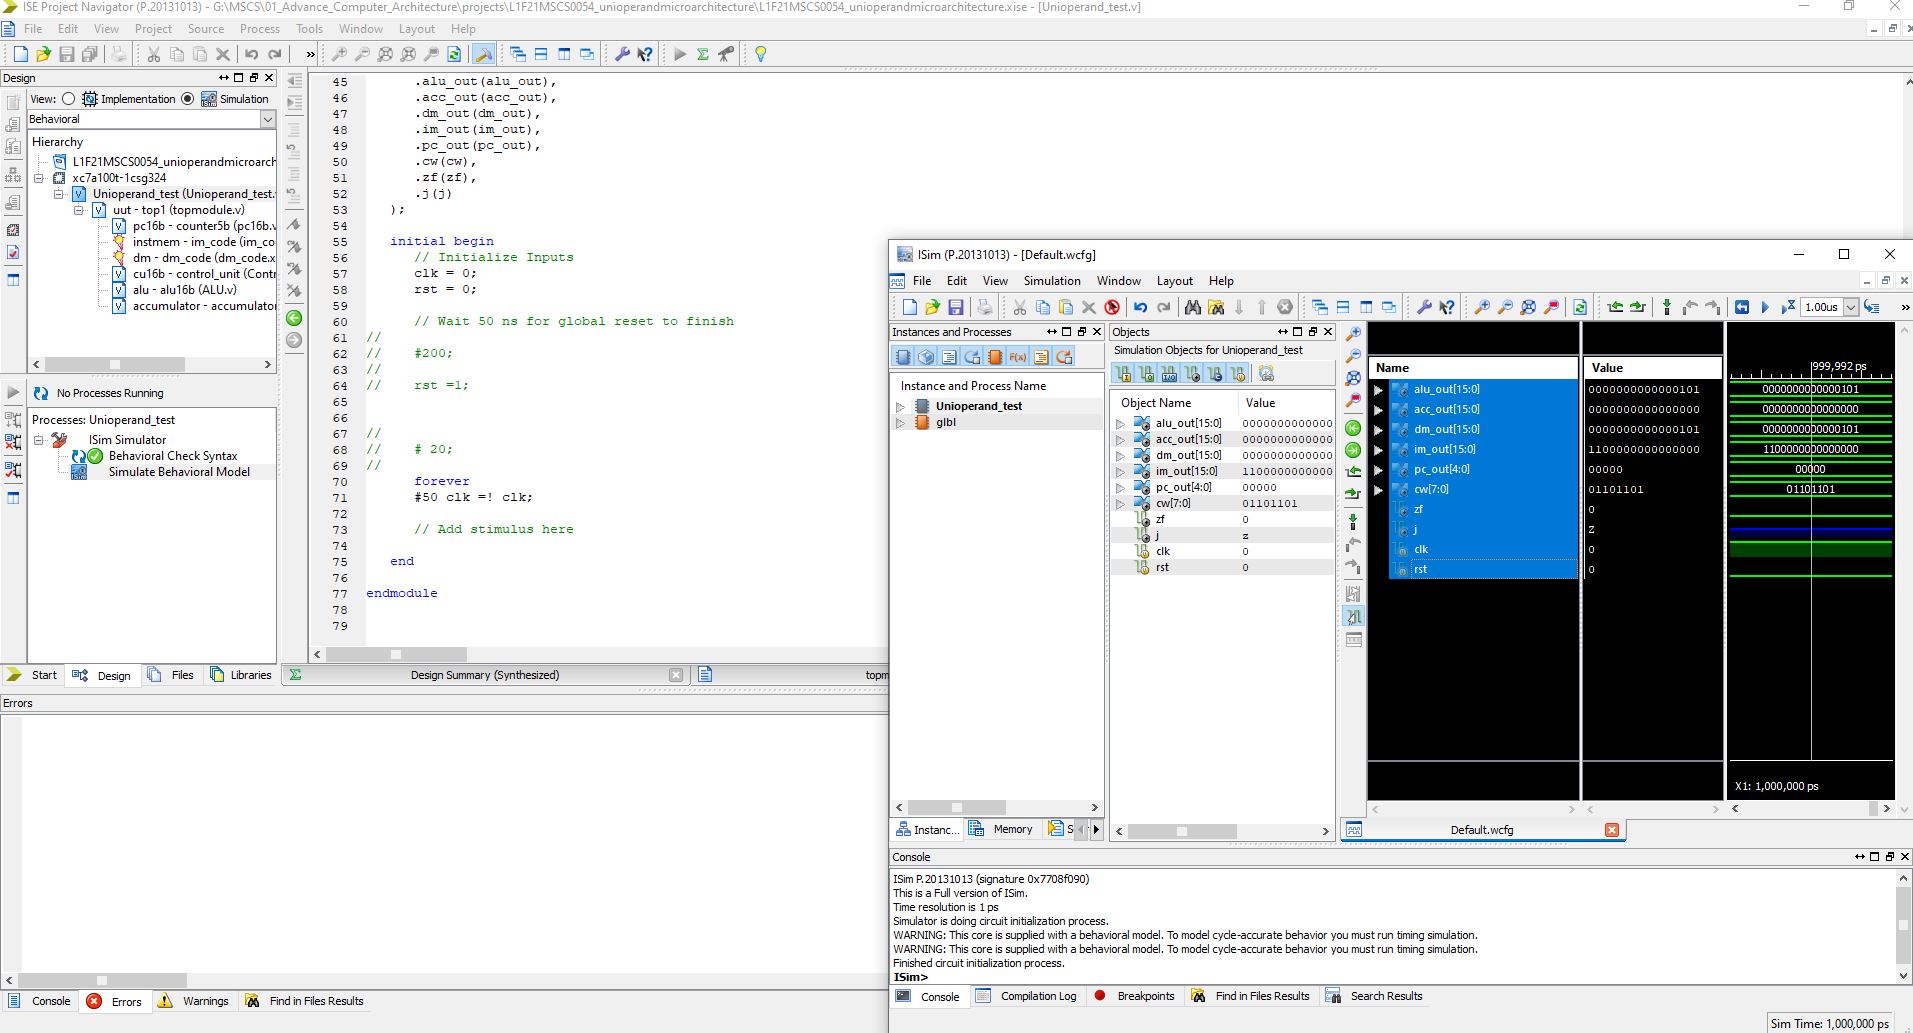 ISE Project Navigator (P.20131013) - G:\MSCS\01_Advance_Computer_Architecture\projects\L1F21MSCS0054_unioperandmicroarchitecture\L1F21MSCS0054_unioperandmicroarchitecture.xise - [Unioperand_test.v]
File Edit View Project Source Process Tools Window Layout Help
Design
View: Implementation Simulation
Behavioral
Hierarchy
L1F21MSCS0054_unioperandmicroarch
xc7a100t-1csg324
Unioperand_test (Unioperand_test.
uut - top1 (topmodule.v)
pc16b - counter5b (pc16b.v
instmem - im_code (im_co
dm - dm_code (dm_code.x
cu16b - control_unit (Contr
alu - alu16b (ALU.v)
accumulator - accumulator
No Processes Running
Processes: Unioperand_test
ISim Simulator
Behavioral Check Syntax
Simulate Behavioral Model
Start Design Files Libraries
45 .alu_out(alu_out),
46 .acc_out(acc_out),
47 .dm_out(dm_out),
48 .im_out(im_out),
49 .pc_out(pc_out),
50 .cw(cw),
51 .zf(zf),
52 .j(j)
53 );
54
55 initial begin
56 // Initialize Inputs
57 clk = 0;
58 rst = 0;
59
60 // Wait 50 ns for global reset to finish
61 //
62 // #200;
63 //
64 // rst =1;
65
66
67 //
68 // # 20;
69 //
70 forever
71 #50 clk =! clk;
72
73 // Add stimulus here
74
75 end
76
77 endmodule
78
79
Design Summary (Synthesized)
topm
Errors
Console Errors Warnings Find in Files Results
ISim (P.20131013) - [Default.wcfg]
File Edit View Simulation Window Layout Help
1.00us
Instances and Processes
Instance and Process Name
Unioperand_test
glbl
Instanc... Memory S
Objects
Simulation Objects for Unioperand_test
Object Name Value
alu_out[15:0] 0000000000000
acc_out[15:0] 0000000000000
dm_out[15:0] 0000000000000
im_out[15:0] 1100000000000
pc_out[4:0] 00000
cw[7:0] 01101101
zf 0
j z
clk 0
rst 0
Name Value 999,992 ps
alu_out[15:0] 0000000000000101 0000000000000101
acc_out[15:0] 0000000000000000 0000000000000000
dm_out[15:0] 0000000000000101 0000000000000101
im_out[15:0] 1100000000000000 1100000000000000
pc_out[4:0] 00000 00000
cw[7:0] 01101101 01101101
zf 0
j z
clk 0
rst 0
X1: 1,000,000 ps
Default.wcfg
Console
ISim P.20131013 (signature 0x7708f090)
This is a Full version of ISim.
Time resolution is 1 ps
Simulator is doing circuit initialization process.
WARNING: This core is supplied with a behavioral model. To model cycle-accurate behavior you must run timing simulation.
WARNING: This core is supplied with a behavioral model. To model cycle-accurate behavior you must run timing simulation.
Finished circuit initialization process.
ISim>
Console Compilation Log Breakpoints Find in Files Results Search Results
Sim Time: 1,000,000 ps